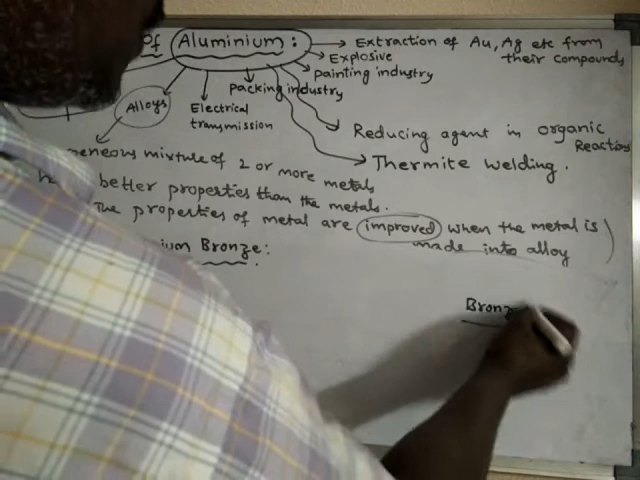 of Aluminium: → Extraction of Au, Ag etc from
their compounds
Explosive
painting industry
packing industry
Alloys
Electrical
transmission
Reducing agent in organic
Reactions
Thermite welding.
mixture of 2 or more metals
better properties than the metals.
The properties of metal are improved when the metal is
made into alloy
Bronze:
Bronz